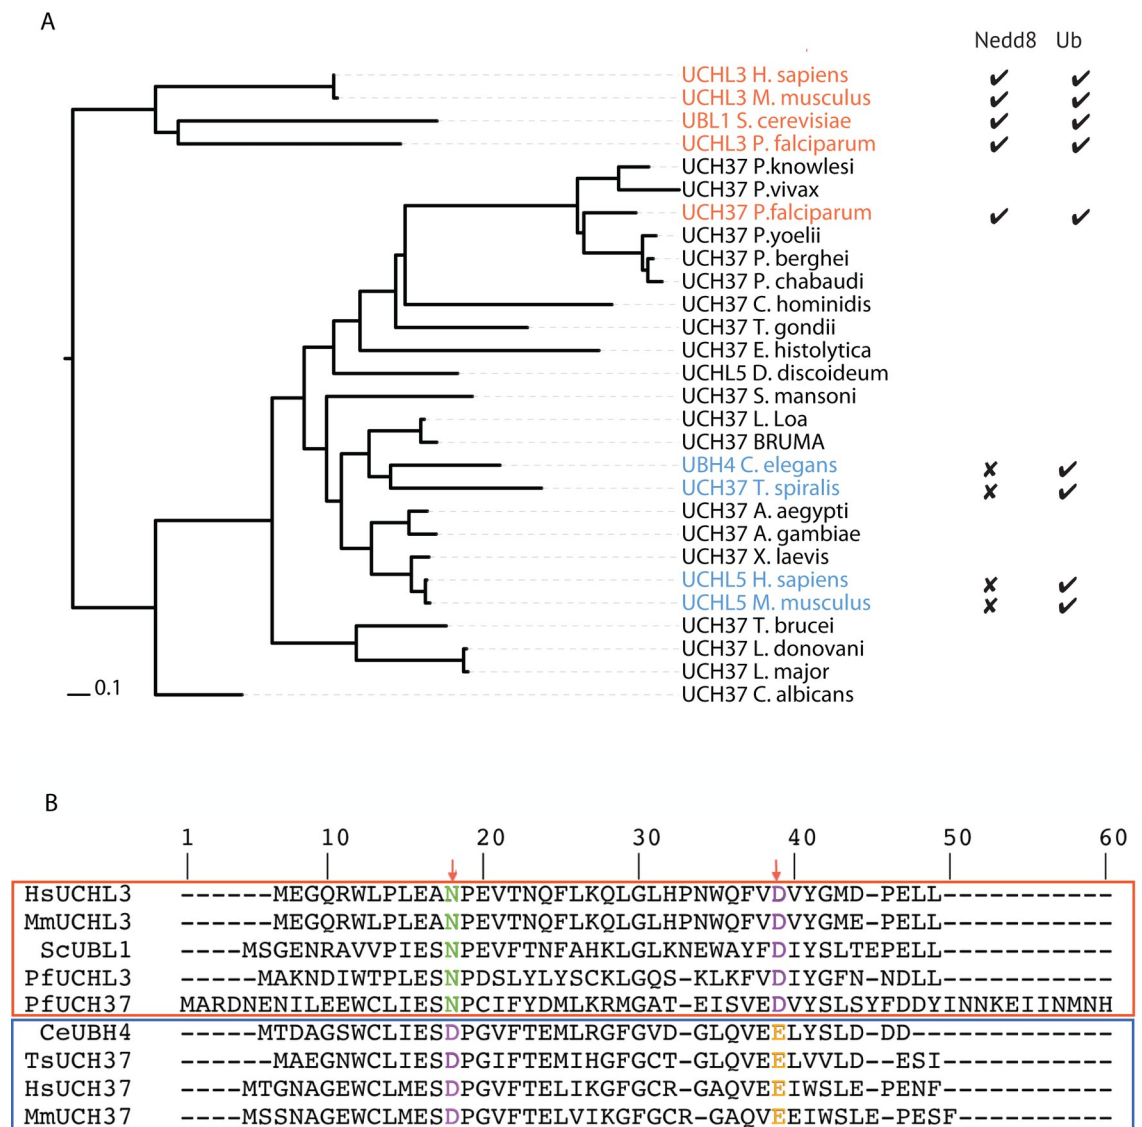 A
Nedd8 Ub
UCHL3 H. sapiens ✔ ✔
UCHL3 M. musculus ✔ ✔
UBL1 S. cerevisiae ✔ ✔
UCHL3 P. falciparum ✔ ✔
UCH37 P.knowlesi
UCH37 P.vivax
UCH37 P.falciparum ✔ ✔
UCH37 P.yoelii
UCH37 P. berghei
UCH37 P. chabaudi
UCH37 C. hominidis
UCH37 T. gondii
UCH37 E. histolytica
UCHL5 D. discoideum
UCH37 S. mansoni
UCH37 L. Loa
UCH37 BRUMA
UBH4 C. elegans ✘ ✔
UCH37 T. spiralis ✘ ✔
UCH37 A. aegypti
UCH37 A. gambiae
UCH37 X. laevis
UCHL5 H. sapiens ✘ ✔
UCHL5 M. musculus ✘ ✔
UCH37 T. brucei
UCH37 L. donovani
UCH37 L. major
UCH37 C. albicans
0.1
B
1 10 20 30 40 50 60
HsUCHL3 ------MEGQRWLPLEANPEVTNQFLKQLGLHPNWQFVDVYGMD-PELL-----------
MmUCHL3 ------MEGQRWLPLEANPEVTNQFLKQLGLHPNWQFVDVYGME-PELL-----------
ScUBL1 ----MSGENRAVVPIESNPEVFTNFAHKLGLKNEWAYFDIYSLTEPELL-----------
PfUCHL3 -----MAKNDIWTPLESNPDSLYLYSCKLGQS-KLKFVDIYGFN-NDLL-----------
PfUCH37 MARDNENILEEWCLIESNPCIFYDMLKRMGAT-EISVEDVYSLSYFDDYINNKEIINMNH
CeUBH4 -----MTDAGSWCLIESDPGVFTEMLRGFGVD-GLQVEELYSLD-DD-------------
TsUCH37 ------MAEGNWCLIESDPGIFTEMIHGFGCT-GLQVEELVVLD--ESI-----------
HsUCH37 ----MTGNAGEWCLMESDPGVFTELIKGFGCR-GAQVEEIWSLE-PENF-----------
MmUCH37 ----MSSNAGEWCLMESDPGVFTELVIKGFGCR-GAQVEEIWSLE-PESF----------